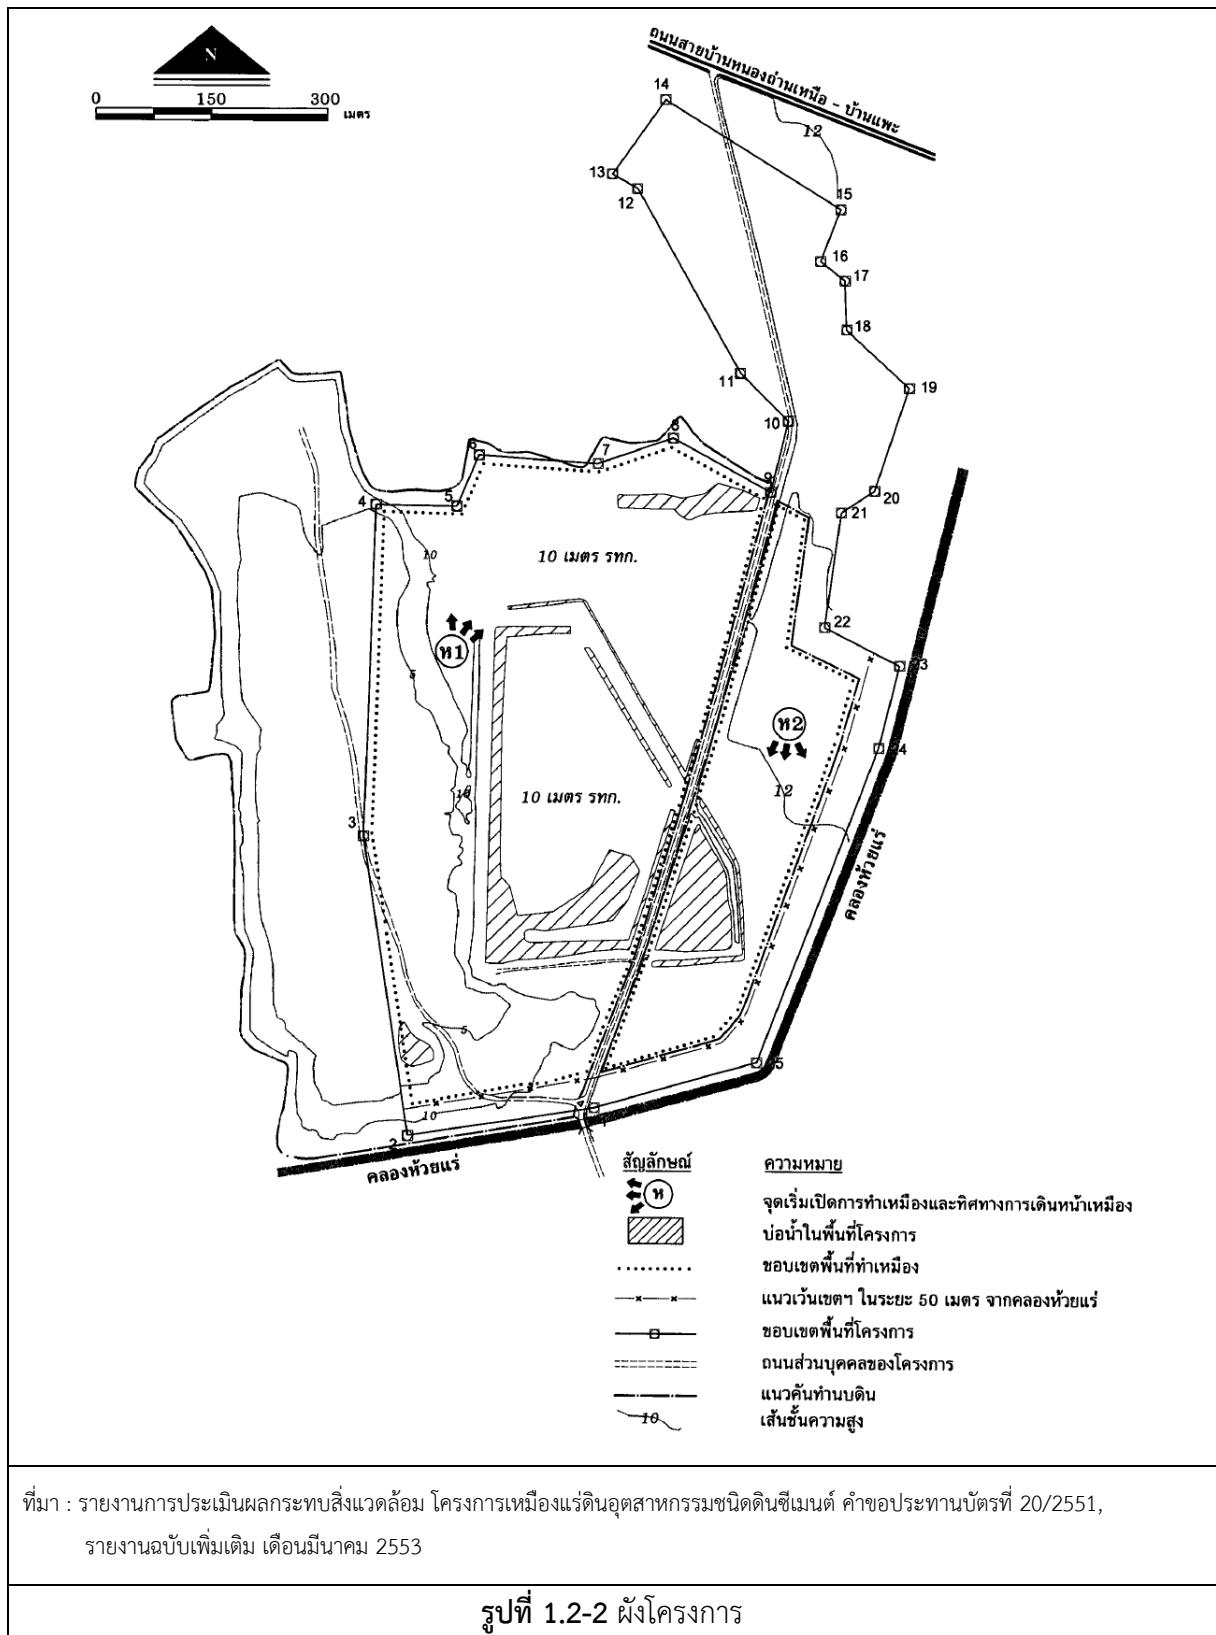 N
0 150 300
เมตร
ถนนสายบ้านหนองถ่านเหนือ - บ้านแพะ
14
12
13
12
15
16
17
18
19
11
10
8
6
7
9
4
5
20
21
10
10 เมตร รทก.
22
ห1
23
5
ห2
24
10
10 เมตร รทก.
12
3
คลองห้วยแร่
5
25
10
1
2
คลองห้วยแร่
สัญลักษณ์ ความหมาย
ห จุดเริ่มเปิดการทำเหมืองและทิศทางการเดินหน้าเหมือง
บ่อน้ำในพื้นที่โครงการ
ขอบเขตพื้นที่ทำเหมือง
แนวเว้นเขตฯ ในระยะ 50 เมตร จากคลองห้วยแร่
ขอบเขตพื้นที่โครงการ
ถนนส่วนบุคคลของโครงการ
แนวคันทำนบดิน
10 เส้นชั้นความสูง
ที่มา : รายงานการประเมินผลกระทบสิ่งแวดล้อม โครงการเหมืองแร่ดินอุตสาหกรรมชนิดดินซีเมนต์ คำขอประทานบัตรที่ 20/2551,
รายงานฉบับเพิ่มเติม เดือนมีนาคม 2553
รูปที่ 1.2-2 ผังโครงการ